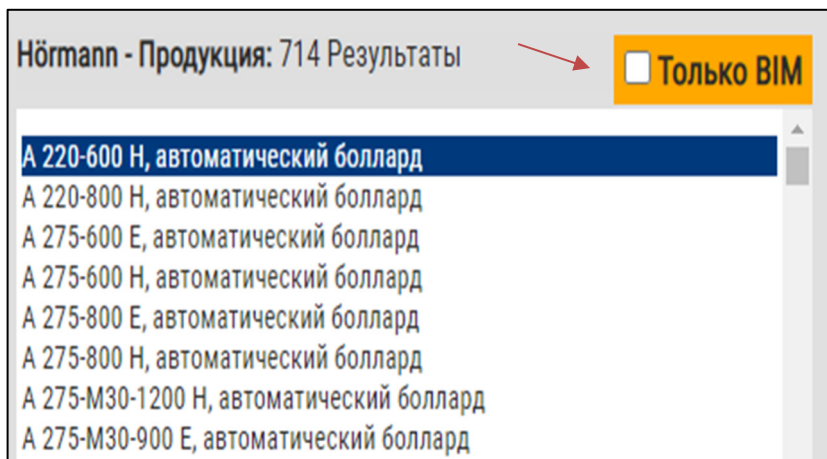 Hörmann - Продукция: 714 Результаты
Только BIM
A 220-600 H, автоматический боллард
A 220-800 H, автоматический боллард
A 275-600 E, автоматический боллард
A 275-600 H, автоматический боллард
A 275-800 E, автоматический боллард
A 275-800 H, автоматический боллард
A 275-M30-1200 H, автоматический боллард
A 275-M30-900 E, автоматический боллард